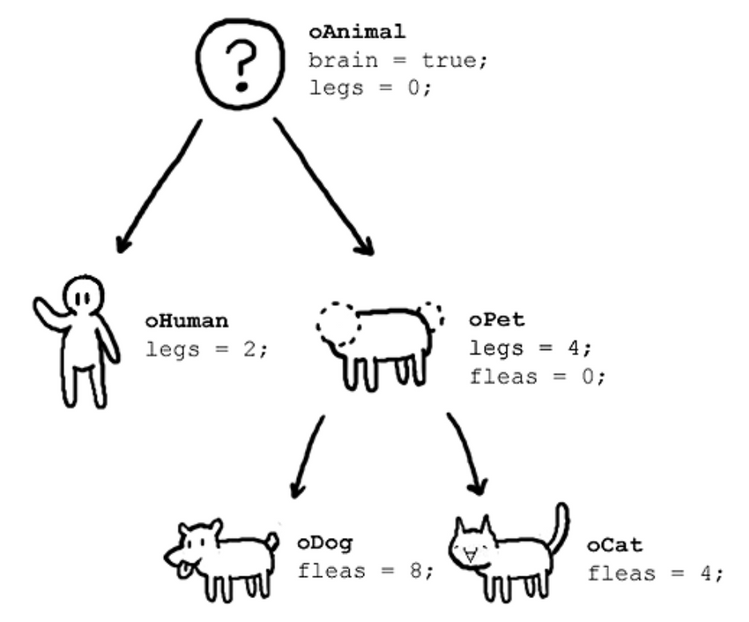 ?
oAnimal
brain = true;
legs = 0;
oHuman
legs = 2;
oPet
legs = 4;
fleas = 0;
oDog
fleas = 8;
oCat
fleas = 4;